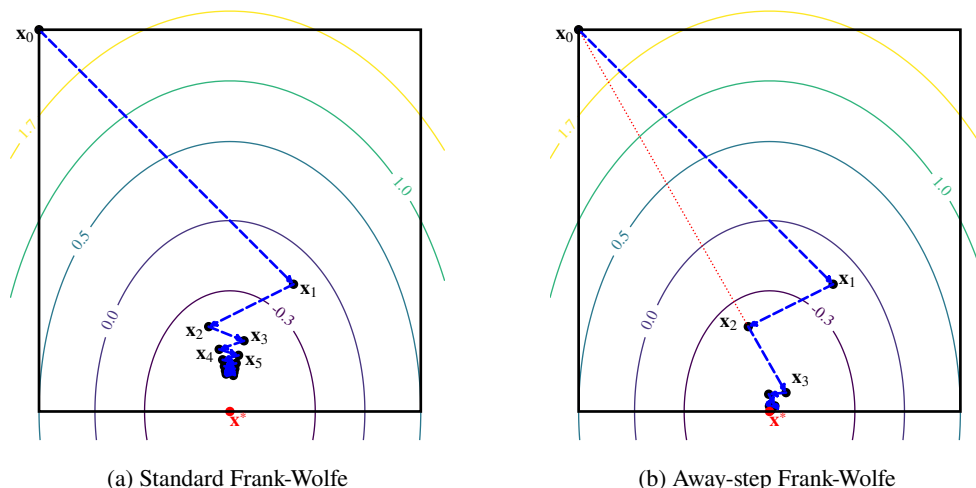 x₀
1.7
1.0
0.5
0.0
-0.3
x₁
x₂
x₃
x₄
x₅
x*
(a) Standard Frank-Wolfe
x₀
1.7
1.0
0.5
0.0
-0.3
x₁
x₂
x₃
x*
(b) Away-step Frank-Wolfe